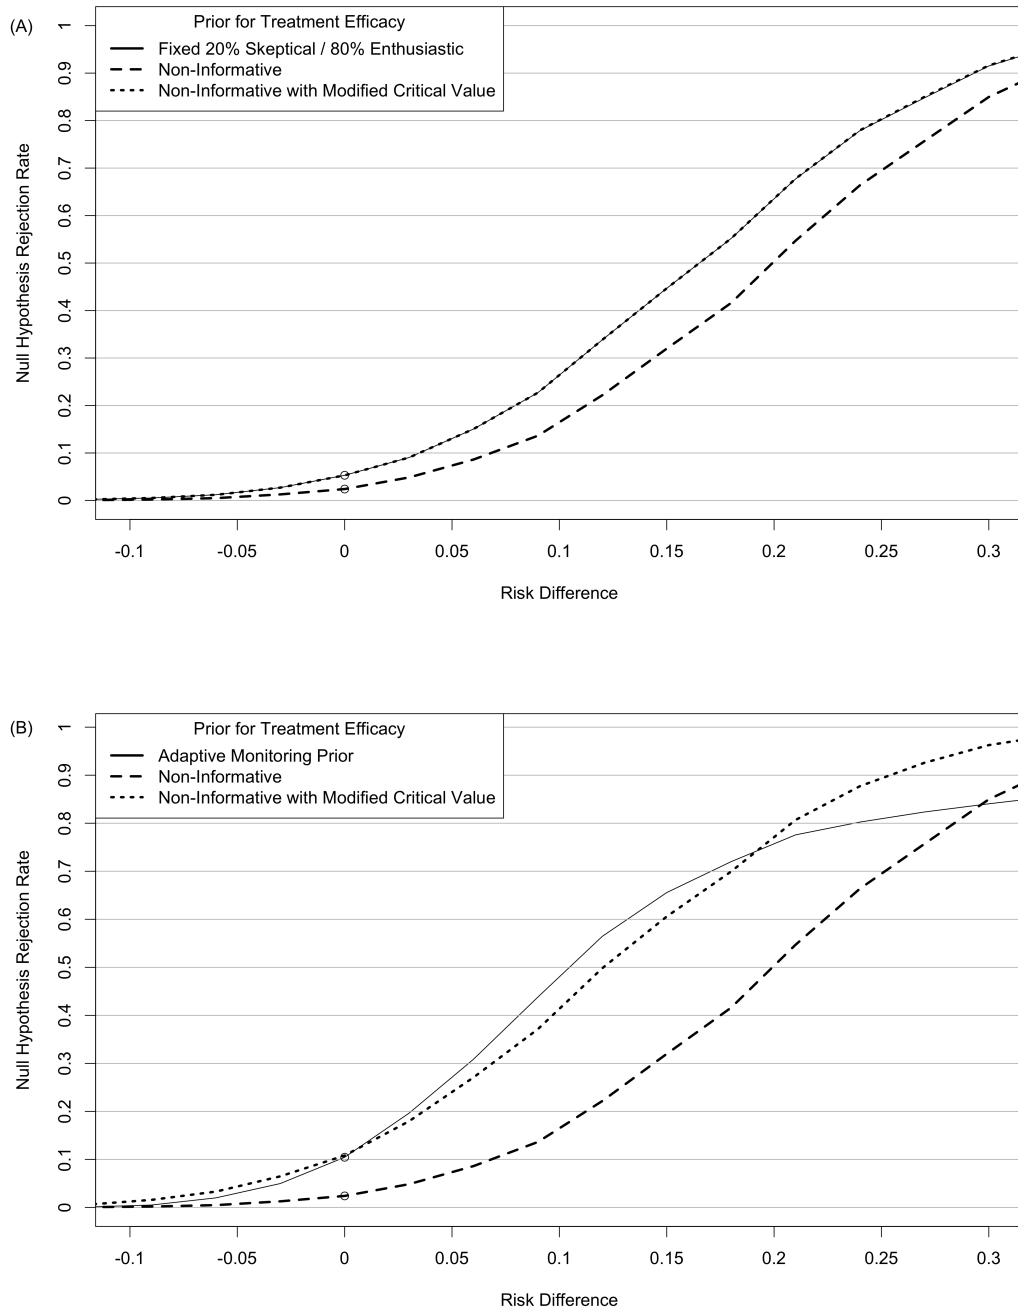 (A)
Prior for Treatment Efficacy
Fixed 20% Skeptical / 80% Enthusiastic
Non-Informative
Non-Informative with Modified Critical Value
Null Hypothesis Rejection Rate
1
0.9
0.8
0.7
0.6
0.5
0.4
0.3
0.2
0.1
0
-0.1 -0.05 0 0.05 0.1 0.15 0.2 0.25 0.3
Risk Difference
(B)
Prior for Treatment Efficacy
Adaptive Monitoring Prior
Non-Informative
Non-Informative with Modified Critical Value
Null Hypothesis Rejection Rate
1
0.9
0.8
0.7
0.6
0.5
0.4
0.3
0.2
0.1
0
-0.1 -0.05 0 0.05 0.1 0.15 0.2 0.25 0.3
Risk Difference